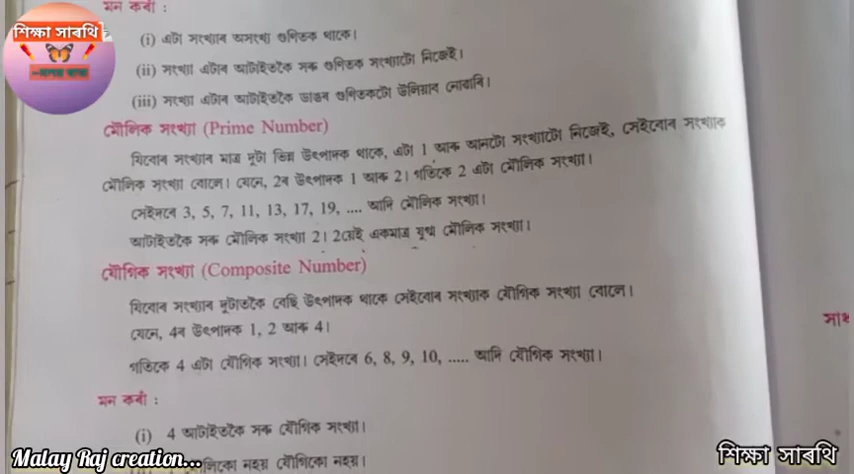 মন কৰাঁ :
শিক্ষা সাৰথি
(i) এটা সংখ্যাৰ অসংখ্য গুণিতক থাকে।
(ii) সংখ্যা এটাৰ আটাইতকৈ সৰু গুণিতক সংখ্যাটো নিজেই।
(iii) সংখ্যা এটাৰ আটাইতকৈ ডাঙৰ গুণিতকটো উলিয়াব নোৱাৰি।
মৌলিক সংখ্যা (Prime Number)
যিবোৰ সংখ্যাৰ মাত্ৰ দুটা ভিন্ন উৎপাদক থাকে, এটা 1 আৰু আনটো সংখ্যাটো নিজেই, সেইবোৰ সংখ্যাক
মৌলিক সংখ্যা বোলে। যেনে, 2ৰ উৎপাদক 1 আৰু 2। গতিকে 2 এটা মৌলিক সংখ্যা।
সেইদৰে 3, 5, 7, 11, 13, 17, 19, .... আদি মৌলিক সংখ্যা।
আটাইতকৈ সৰু মৌলিক সংখ্যা 2। 2য়েই একমাত্ৰ যুগ্ম মৌলিক সংখ্যা।
যৌগিক সংখ্যা (Composite Number)
যিবোৰ সংখ্যাৰ দুটাতকৈ বেছি উৎপাদক থাকে সেইবোৰ সংখ্যাক যৌগিক সংখ্যা বোলে।
যেনে, 4ৰ উৎপাদক 1, 2 আৰু 4।
গতিকে 4 এটা যৌগিক সংখ্যা। সেইদৰে 6, 8, 9, 10, ..... আদি যৌগিক সংখ্যা।
মন কৰাঁ :
(i) 4 আটাইতকৈ সৰু যৌগিক সংখ্যা।
নহয় যৌগিকো নহয়।
Malay Raj creation...
শিক্ষা সাৰথি